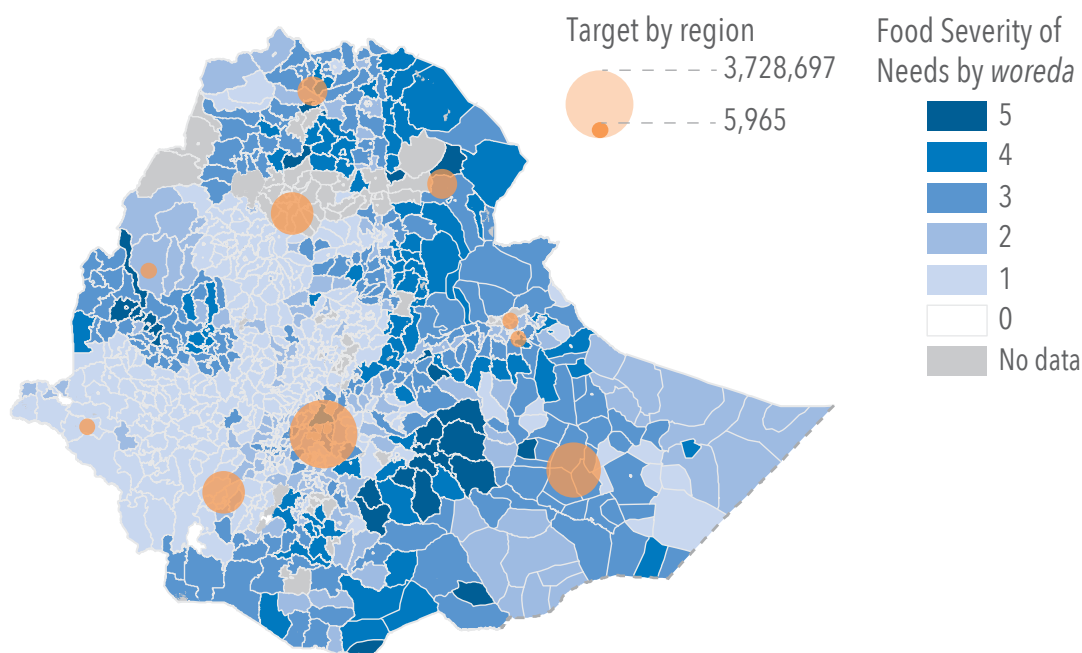 Target by region
3,728,697
5,965
Food Severity of
Needs by woreda
5
4
3
2
1
0
No data